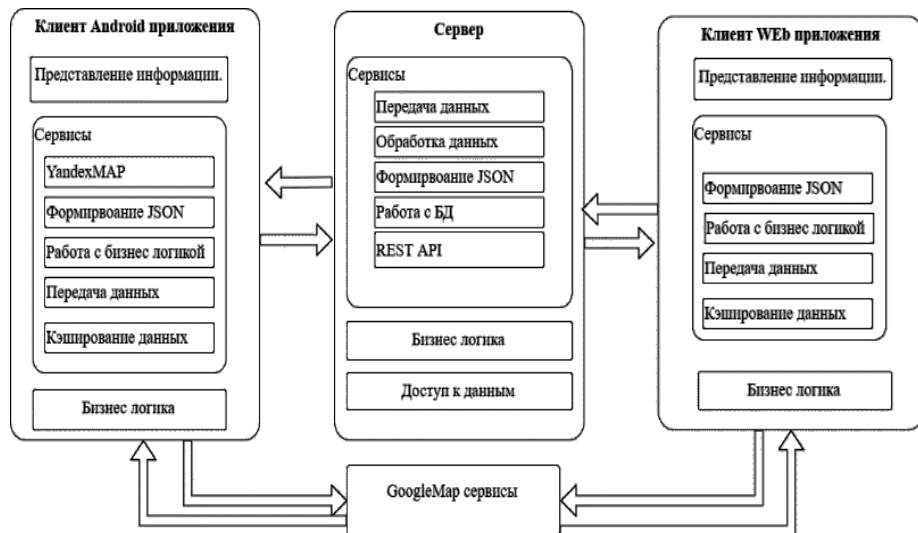 Клиент Android приложения
Представление информации.
Сервисы
YandexMAP
Формирвоание JSON
Работа с бизнес логикой
Передача данных
Кэширование данных
Бизнес логика
Сервер
Сервисы
Передача данных
Обработка данных
Формирвоание JSON
Работа с БД
REST API
Бизнес логика
Доступ к данным
Клиент WEb приложения
Представление информации.
Сервисы
Формирвоание JSON
Работа с бизнес логикой
Передача данных
Кэширование данных
Бизнес логика
GoogleMap сервисы